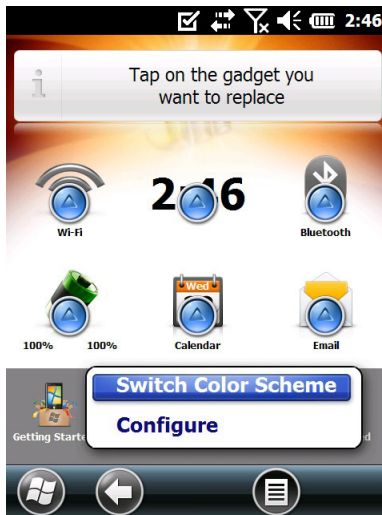 2:46
Tap on the gadget you
want to replace
2:46
Wi-Fi
Bluetooth
Wed
100% 100%
Calendar
Email
Switch Color Scheme
Configure
Getting Starte